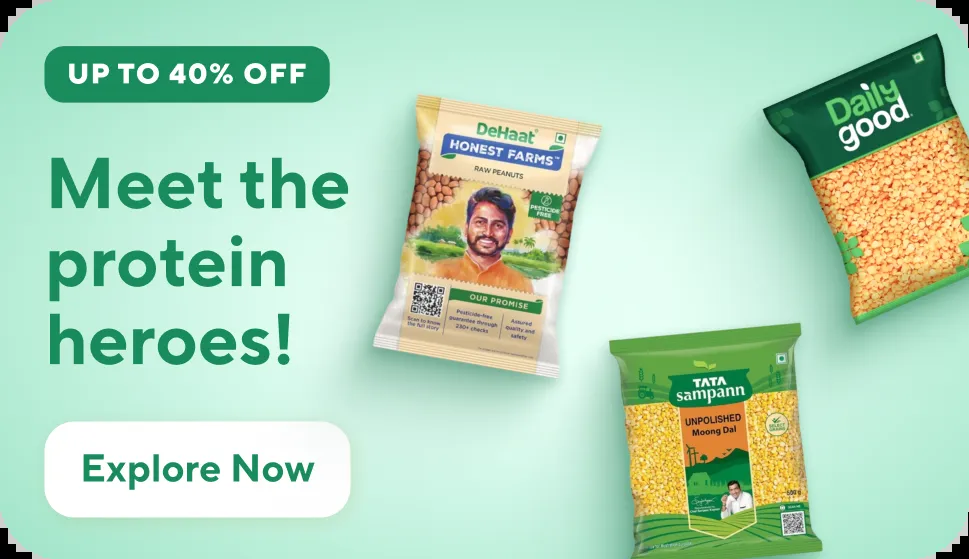 UP TO 40% OFF
Meet the
protein
heroes!
Explore Now
DeHaat
HONEST FARMS™
RAW PEANUTS
PESTICIDE
FREE
OUR PROMISE
Scan to know
the full story
Pesticide-free
guarantee through
230+ checks
Assured
quality and
safety
Daily
good.
TATA
sampann
UNPOLISHED
Moong Dal
500 g